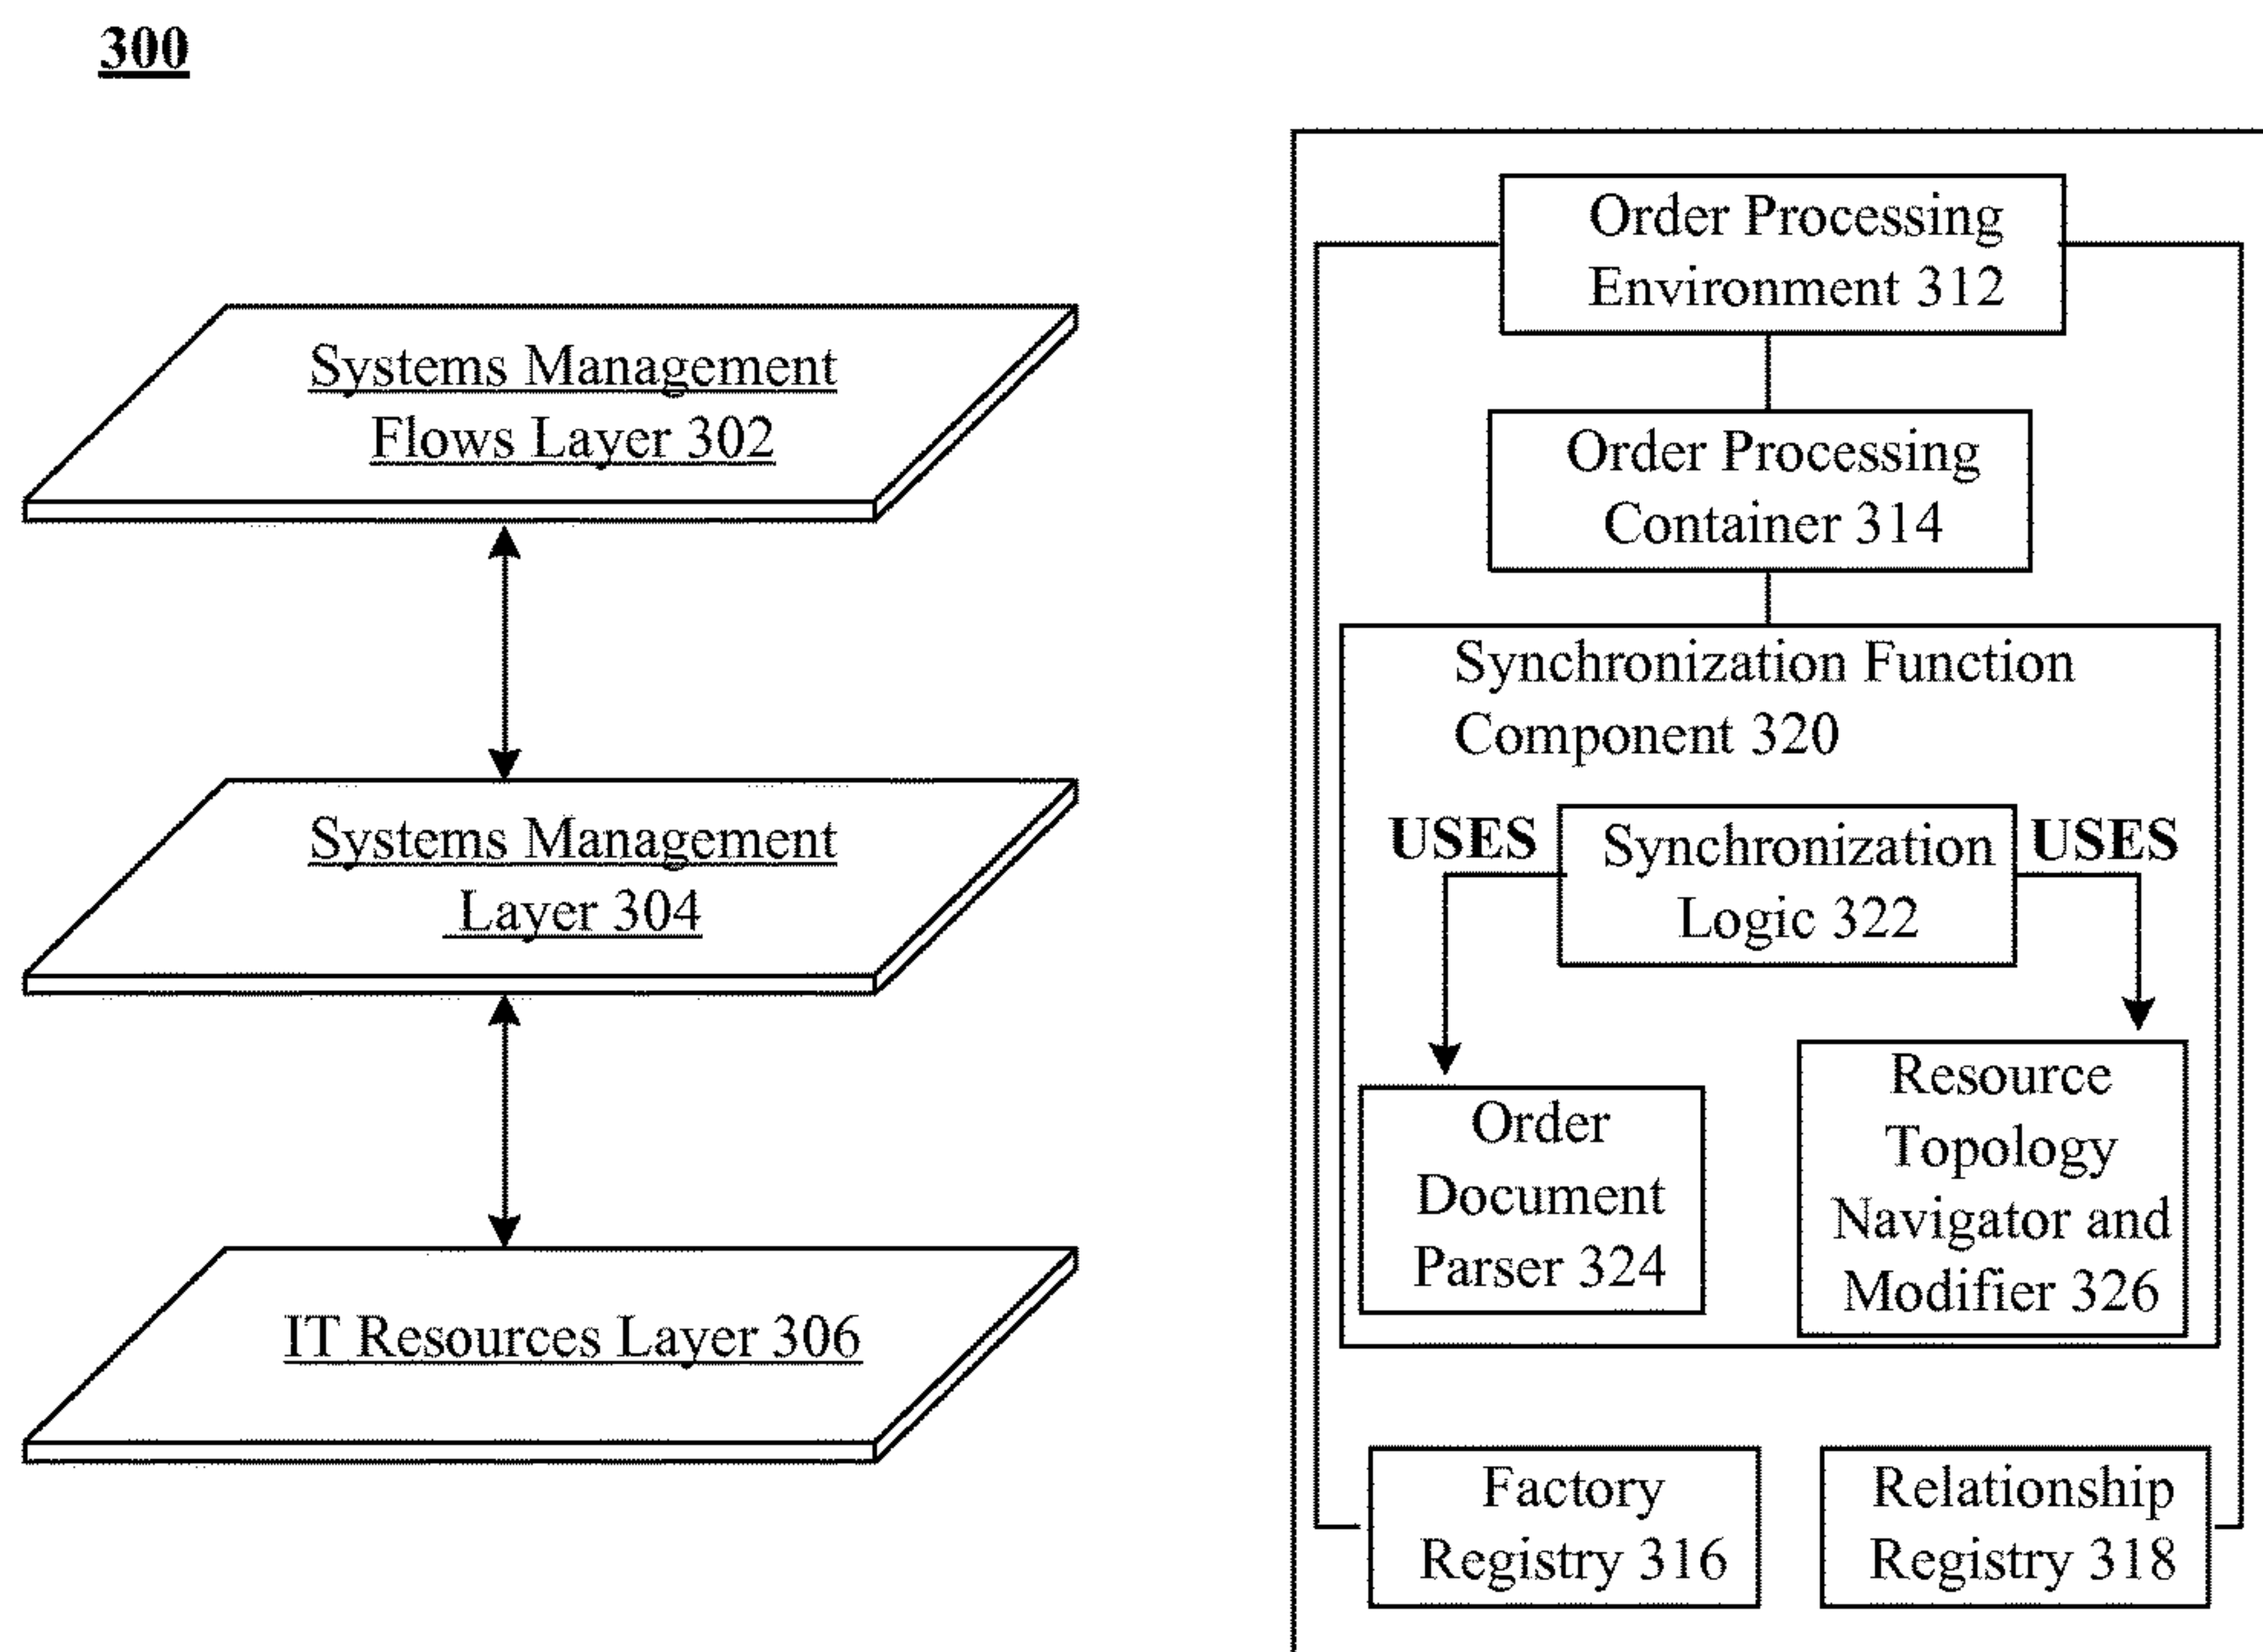 300
Systems Management
Flows Layer 302
Systems Management
Layer 304
IT Resources Layer 306
Order Processing
Environment 312
Order Processing
Container 314
Synchronization Function
Component 320
USES
Synchronization
Logic 322
USES
Order
Document
Parser 324
Resource
Topology
Navigator and
Modifier 326
Factory
Registry 316
Relationship
Registry 318